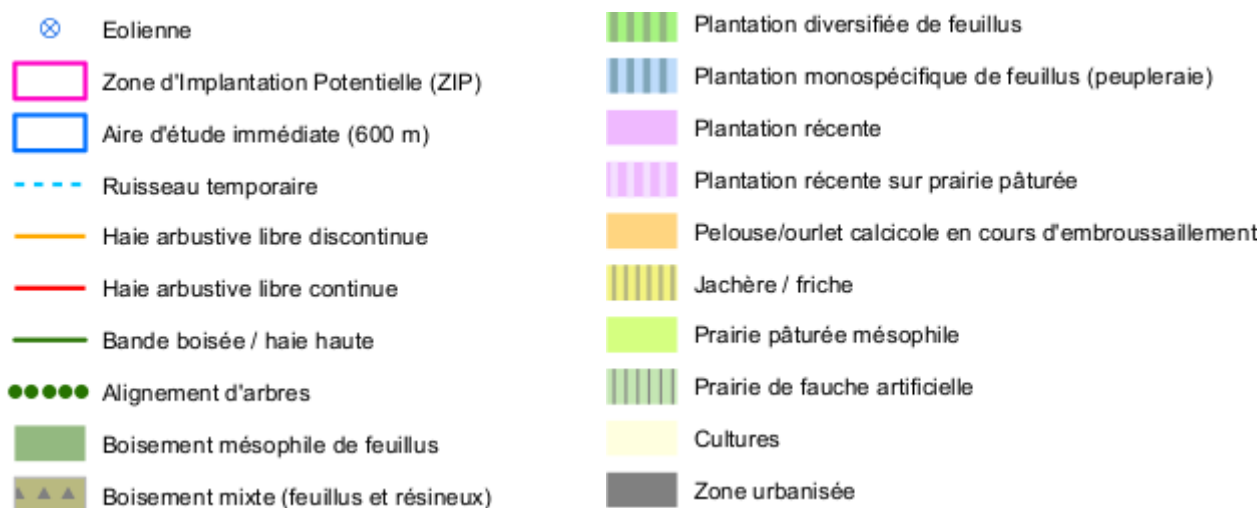 Eolienne
Zone d'Implantation Potentielle (ZIP)
Aire d'étude immédiate (600 m)
Ruisseau temporaire
Haie arbustive libre discontinue
Haie arbustive libre continue
Bande boisée / haie haute
Alignement d'arbres
Boisement mésophile de feuillus
Boisement mixte (feuillus et résineux)
Plantation diversifiée de feuillus
Plantation monospécifique de feuillus (peupleraie)
Plantation récente
Plantation récente sur prairie pâturée
Pelouse/ourlet calcicole en cours d'embroussaillement
Jachère / friche
Prairie pâturée mésophile
Prairie de fauche artificielle
Cultures
Zone urbanisée